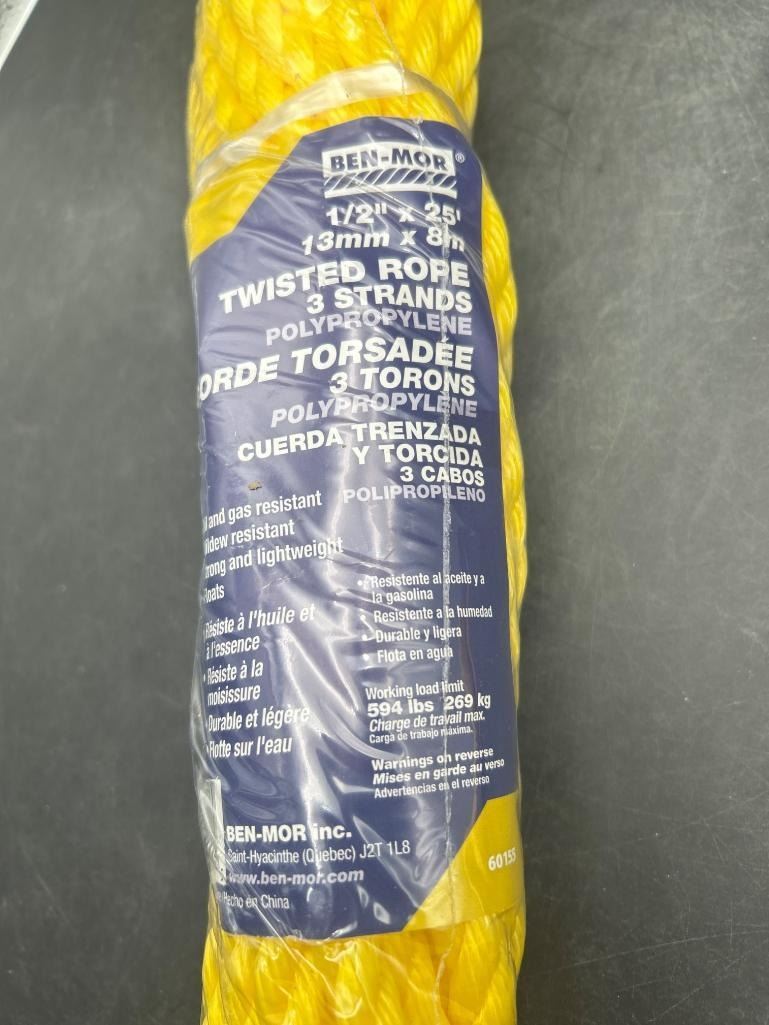 BEN-MOR®
1/2" x 25'
13mm x 8m
TWISTED ROPE
3 STRANDS
POLYPROPYLENE
ORDE TORSADÉE
3 TORONS
POLYPROPYLENE
CUERDA TRENZADA
Y TORCIDA
3 CABOS
POLIPROPILENO
and gas resistant
ldew resistant
rong and lightweight
loats
• Résiste à l'huile et
à l'essence
• Résiste à la
moisissure
• Durable et légère
• Flotte sur l'eau
• Resistente al aceite y a
la gasolina
• Resistente a la humedad
• Durable y ligera
• Flota en agua
Working load limit
594 lbs 269 kg
Charge de travail max.
Carga de trabajo máxima.
Warnings on reverse
Mises en garde au verso
Advertencias en el reverso
BEN-MOR inc.
Saint-Hyacinthe (Quebec) J2T 1L8
www.ben-mor.com
/Hecho en China
60155